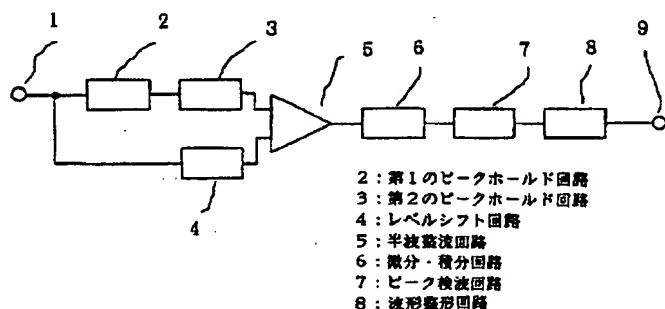 1
2
3
5
6
7
8
9
4
2：第1のピークホールド回路
3：第2のピークホールド回路
4：レベルシフト回路
5：半波整流回路
6：微分・積分回路
7：ピーク検波回路
8：波形整形回路